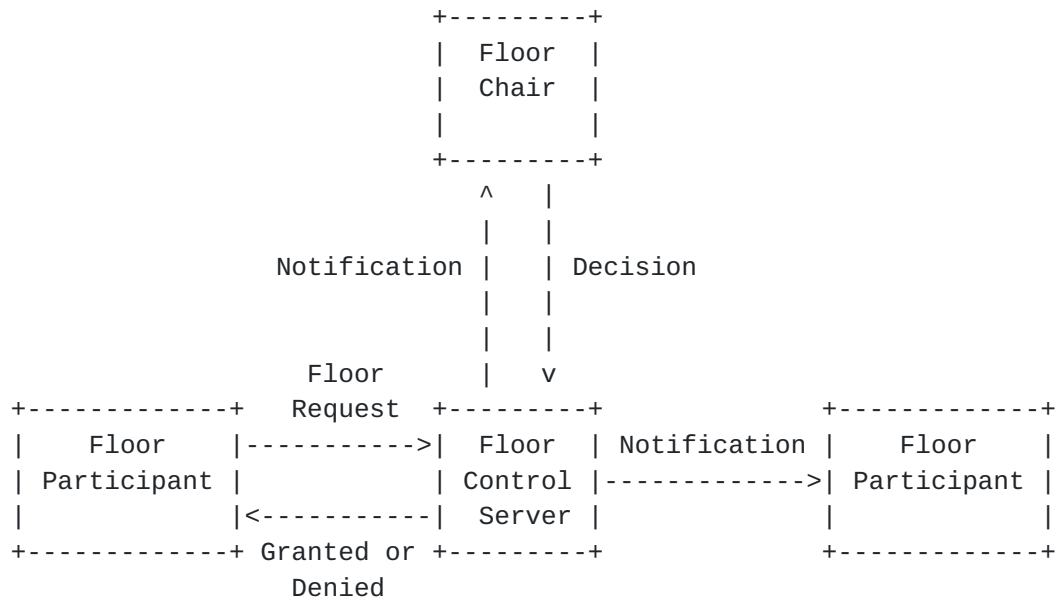 +---------+
|  Floor  |
|  Chair  |
|         |
+---------+
^   |
|   |
Notification |   | Decision
|   |
|   |
Floor      |   v
+-------------+   Request  +---------+              +-------------+
|    Floor    |----------->|  Floor  | Notification |    Floor    |
| Participant |            | Control |------------->| Participant |
|             |<-----------|  Server |              |             |
+-------------+ Granted or +---------+              +-------------+
Denied